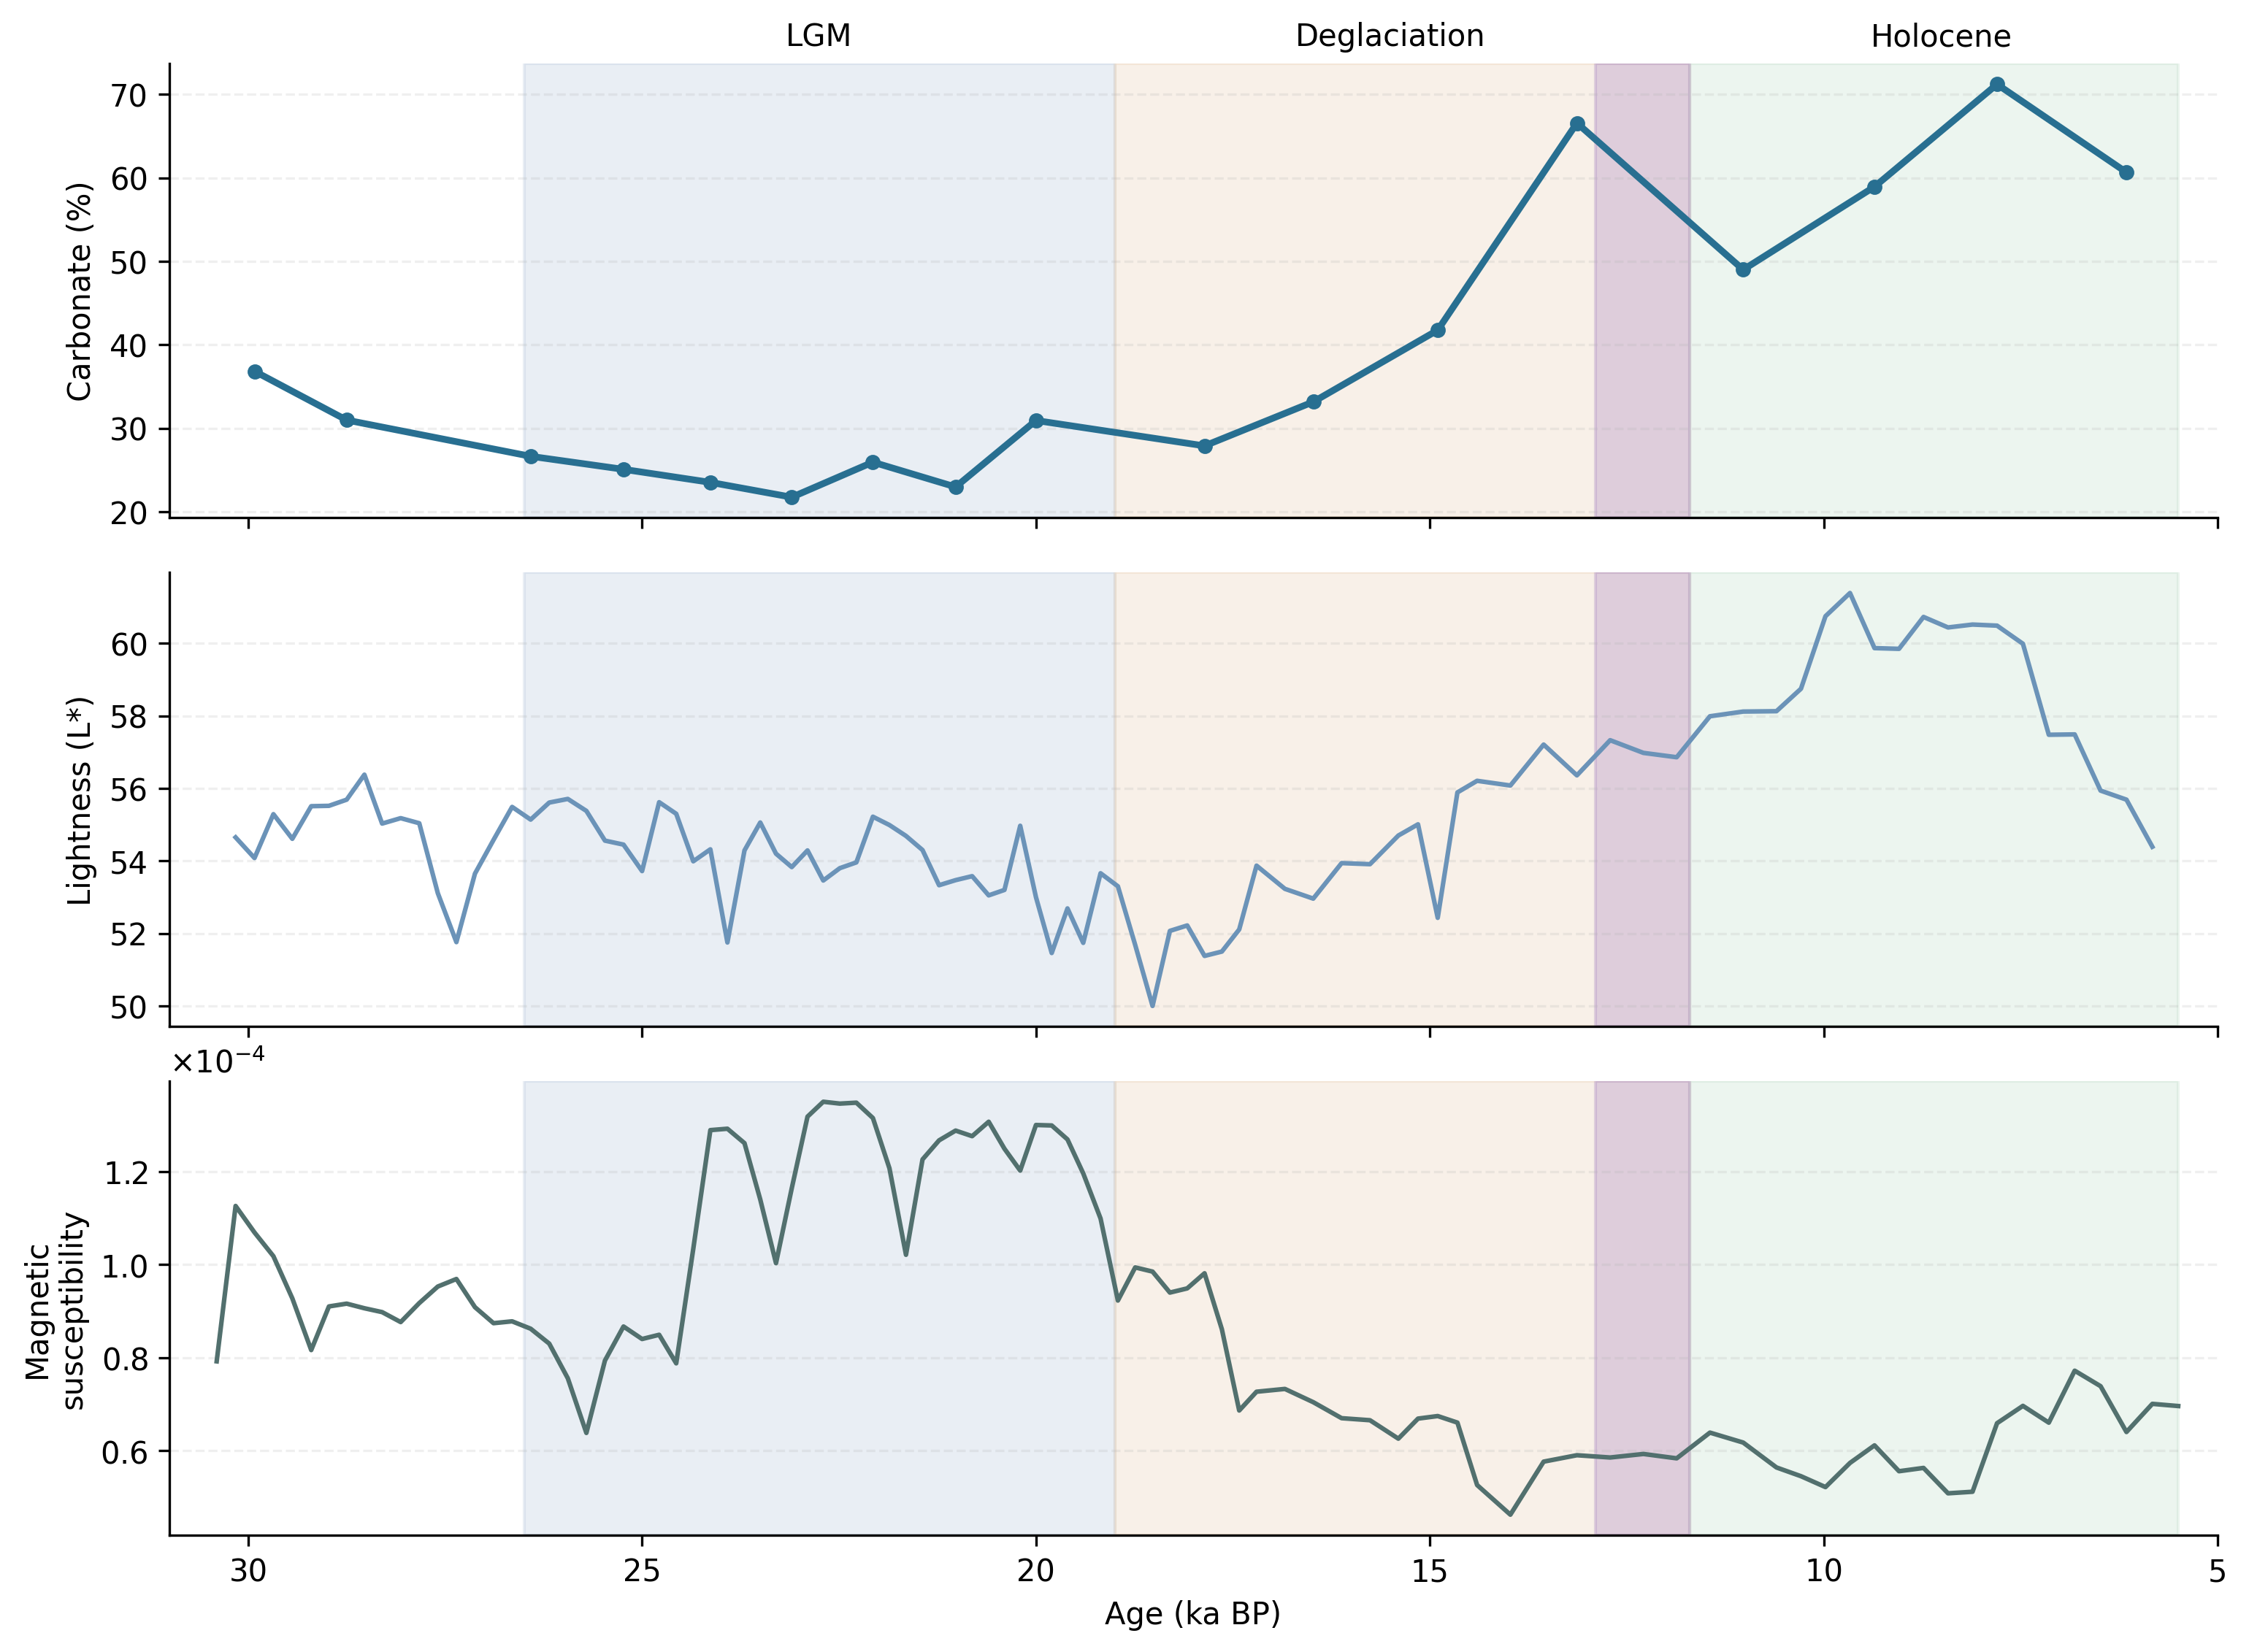 LGM Deglaciation Holocene
70
60
50
40
30
20
Carbonate (%)
60
58
56
54
52
50
Lightness (L*)
×10⁻⁴
1.2
1.0
0.8
0.6
Magnetic
susceptibility
30 25 20 15 10 5
Age (ka BP)